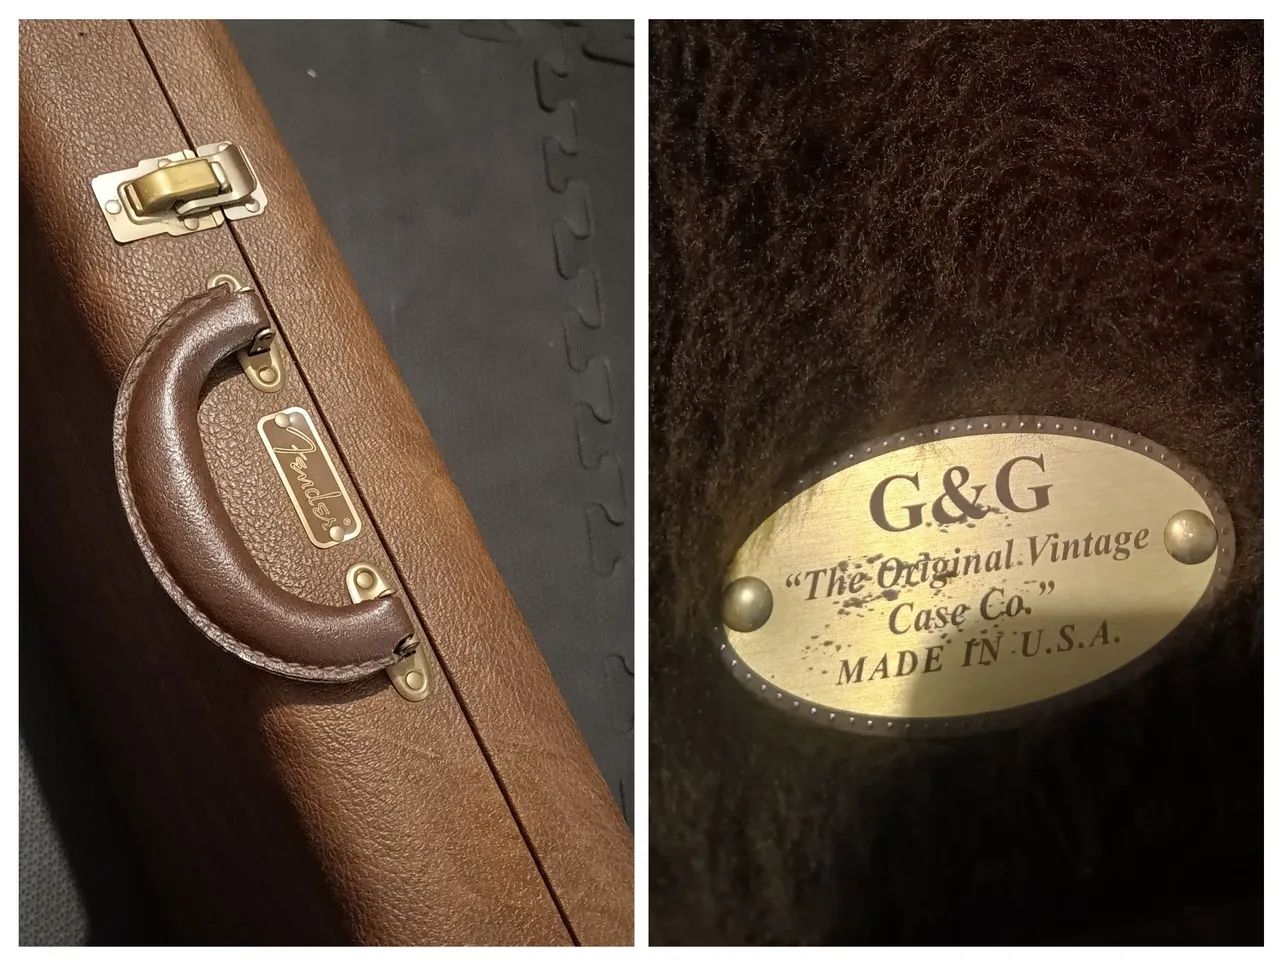 Fender®
G&G
“The Original Vintage
Case Co.”
MADE IN U.S.A.